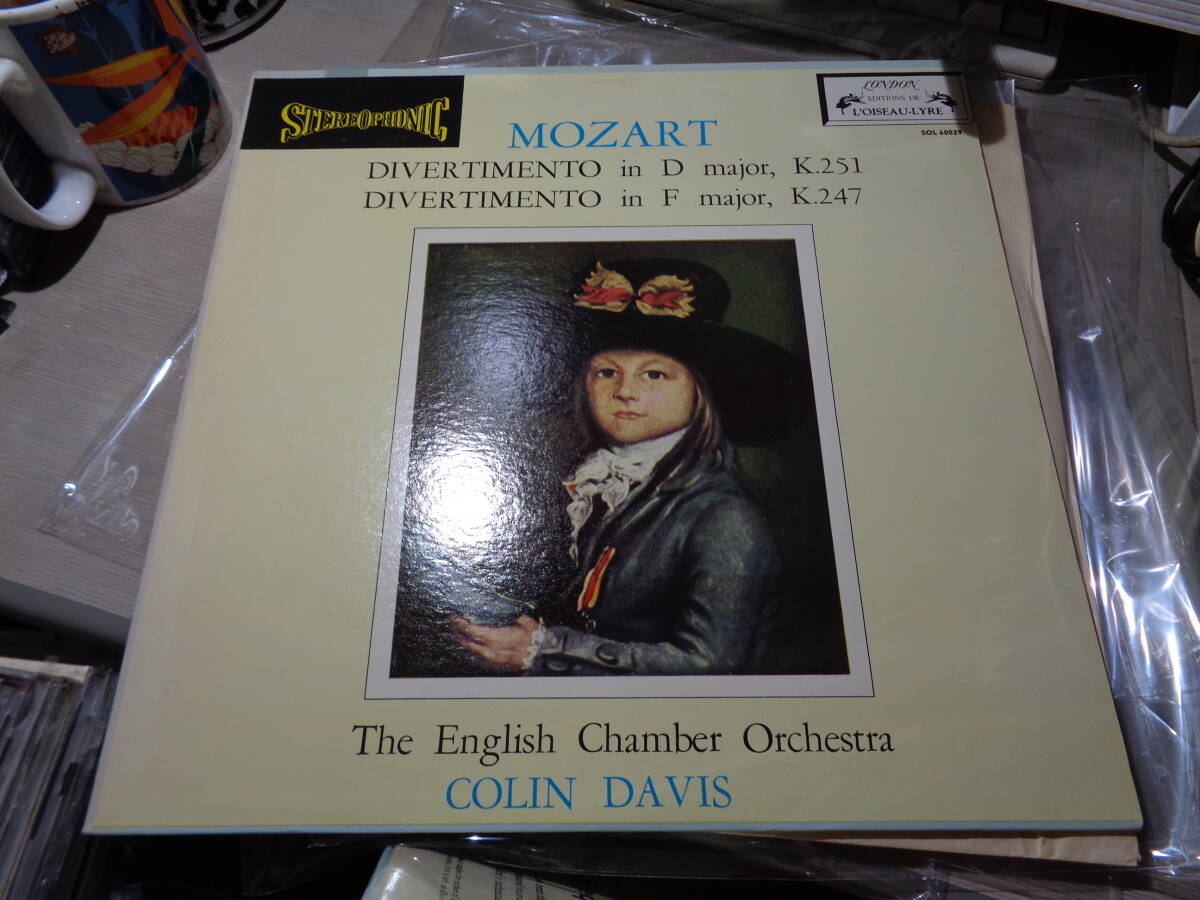 STEREOPHONIC
LONDON
EDITIONS DE
L'OISEAU-LYRE
SOL 60029
MOZART
DIVERTIMENTO in D major, K.251
DIVERTIMENTO in F major, K.247
The English Chamber Orchestra
COLIN DAVIS